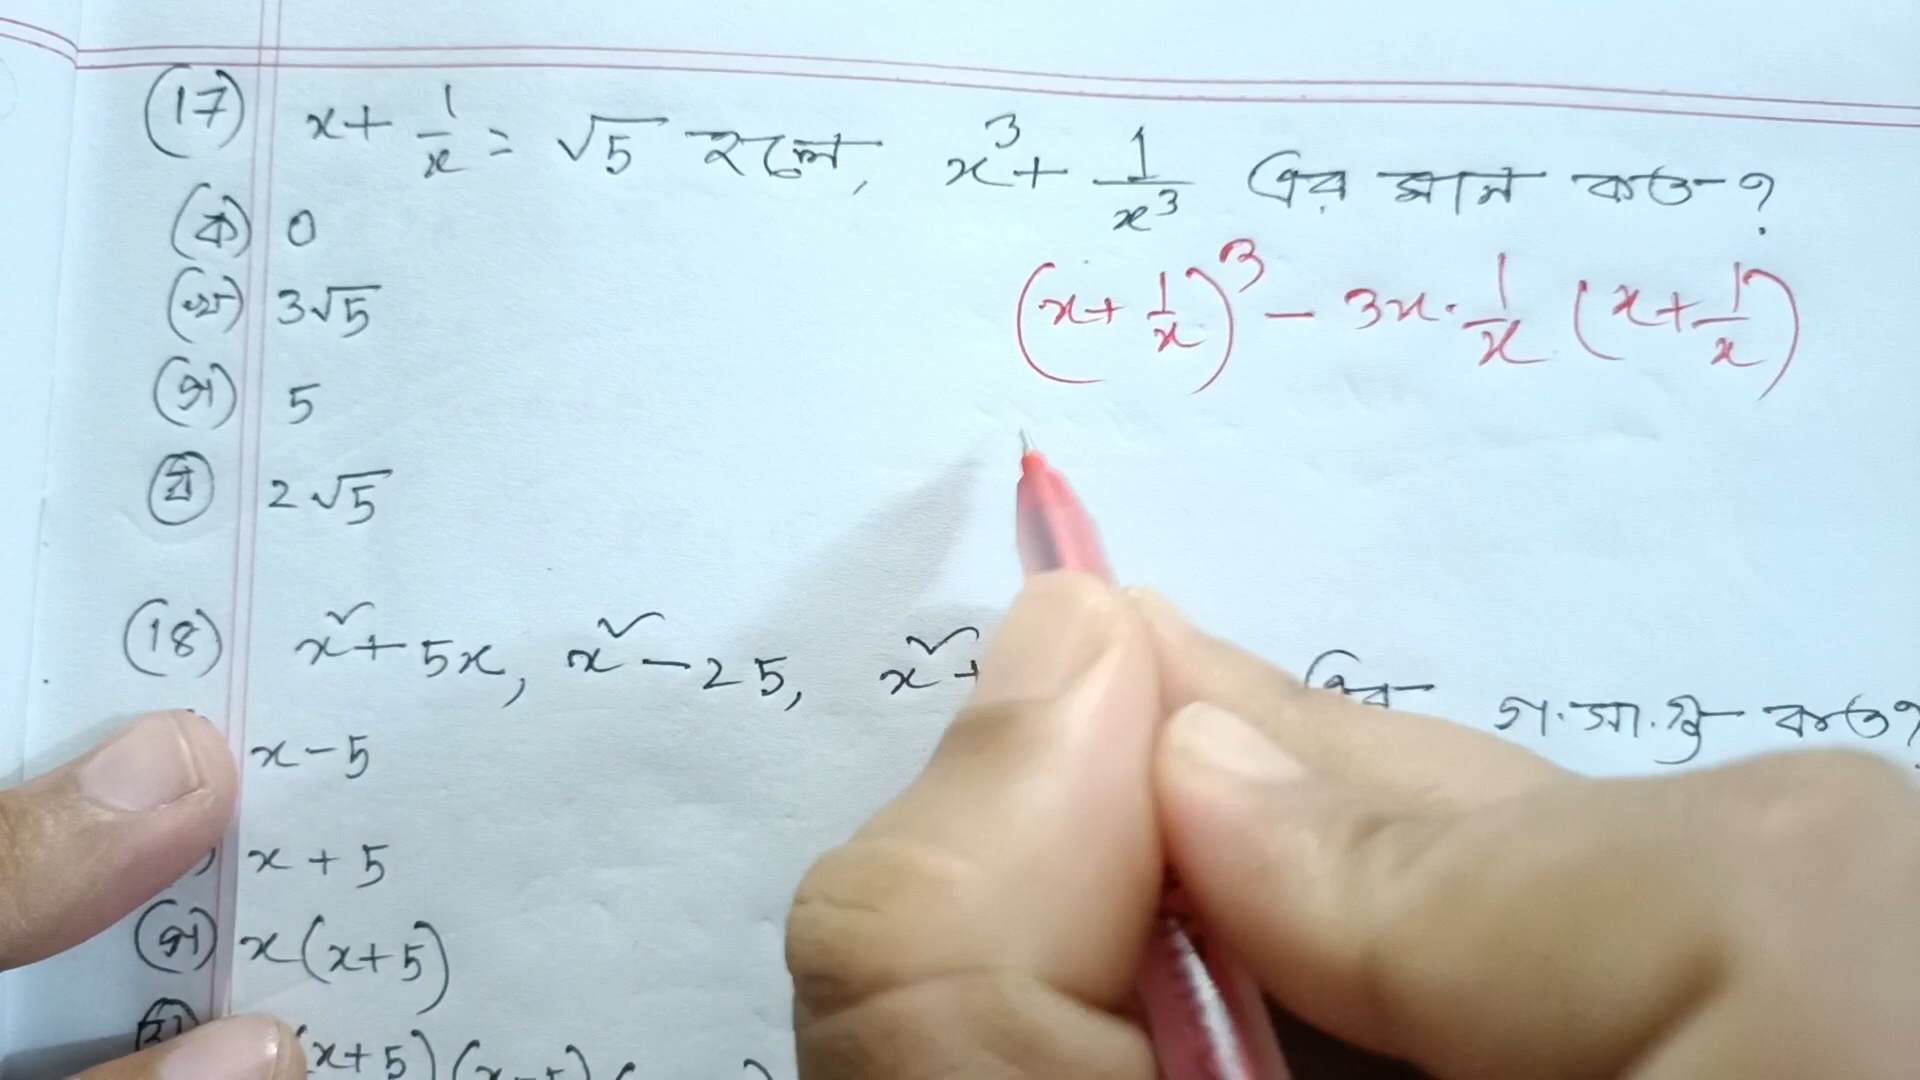 (17) x + 1/x = √5 হলে, x³ + 1/x³ এর মান কত?
(ক) 0
(x + 1/x)³ - 3x · 1/x (x + 1/x)
(খ) 3√5
(গ) 5
(ঘ) 2√5
(18) x² + 5x, x² - 25, x² + এর গ.সা.গু কত?
x - 5
x + 5
(গ) x(x+5)
(ঘ) (x+5)(x-5)(